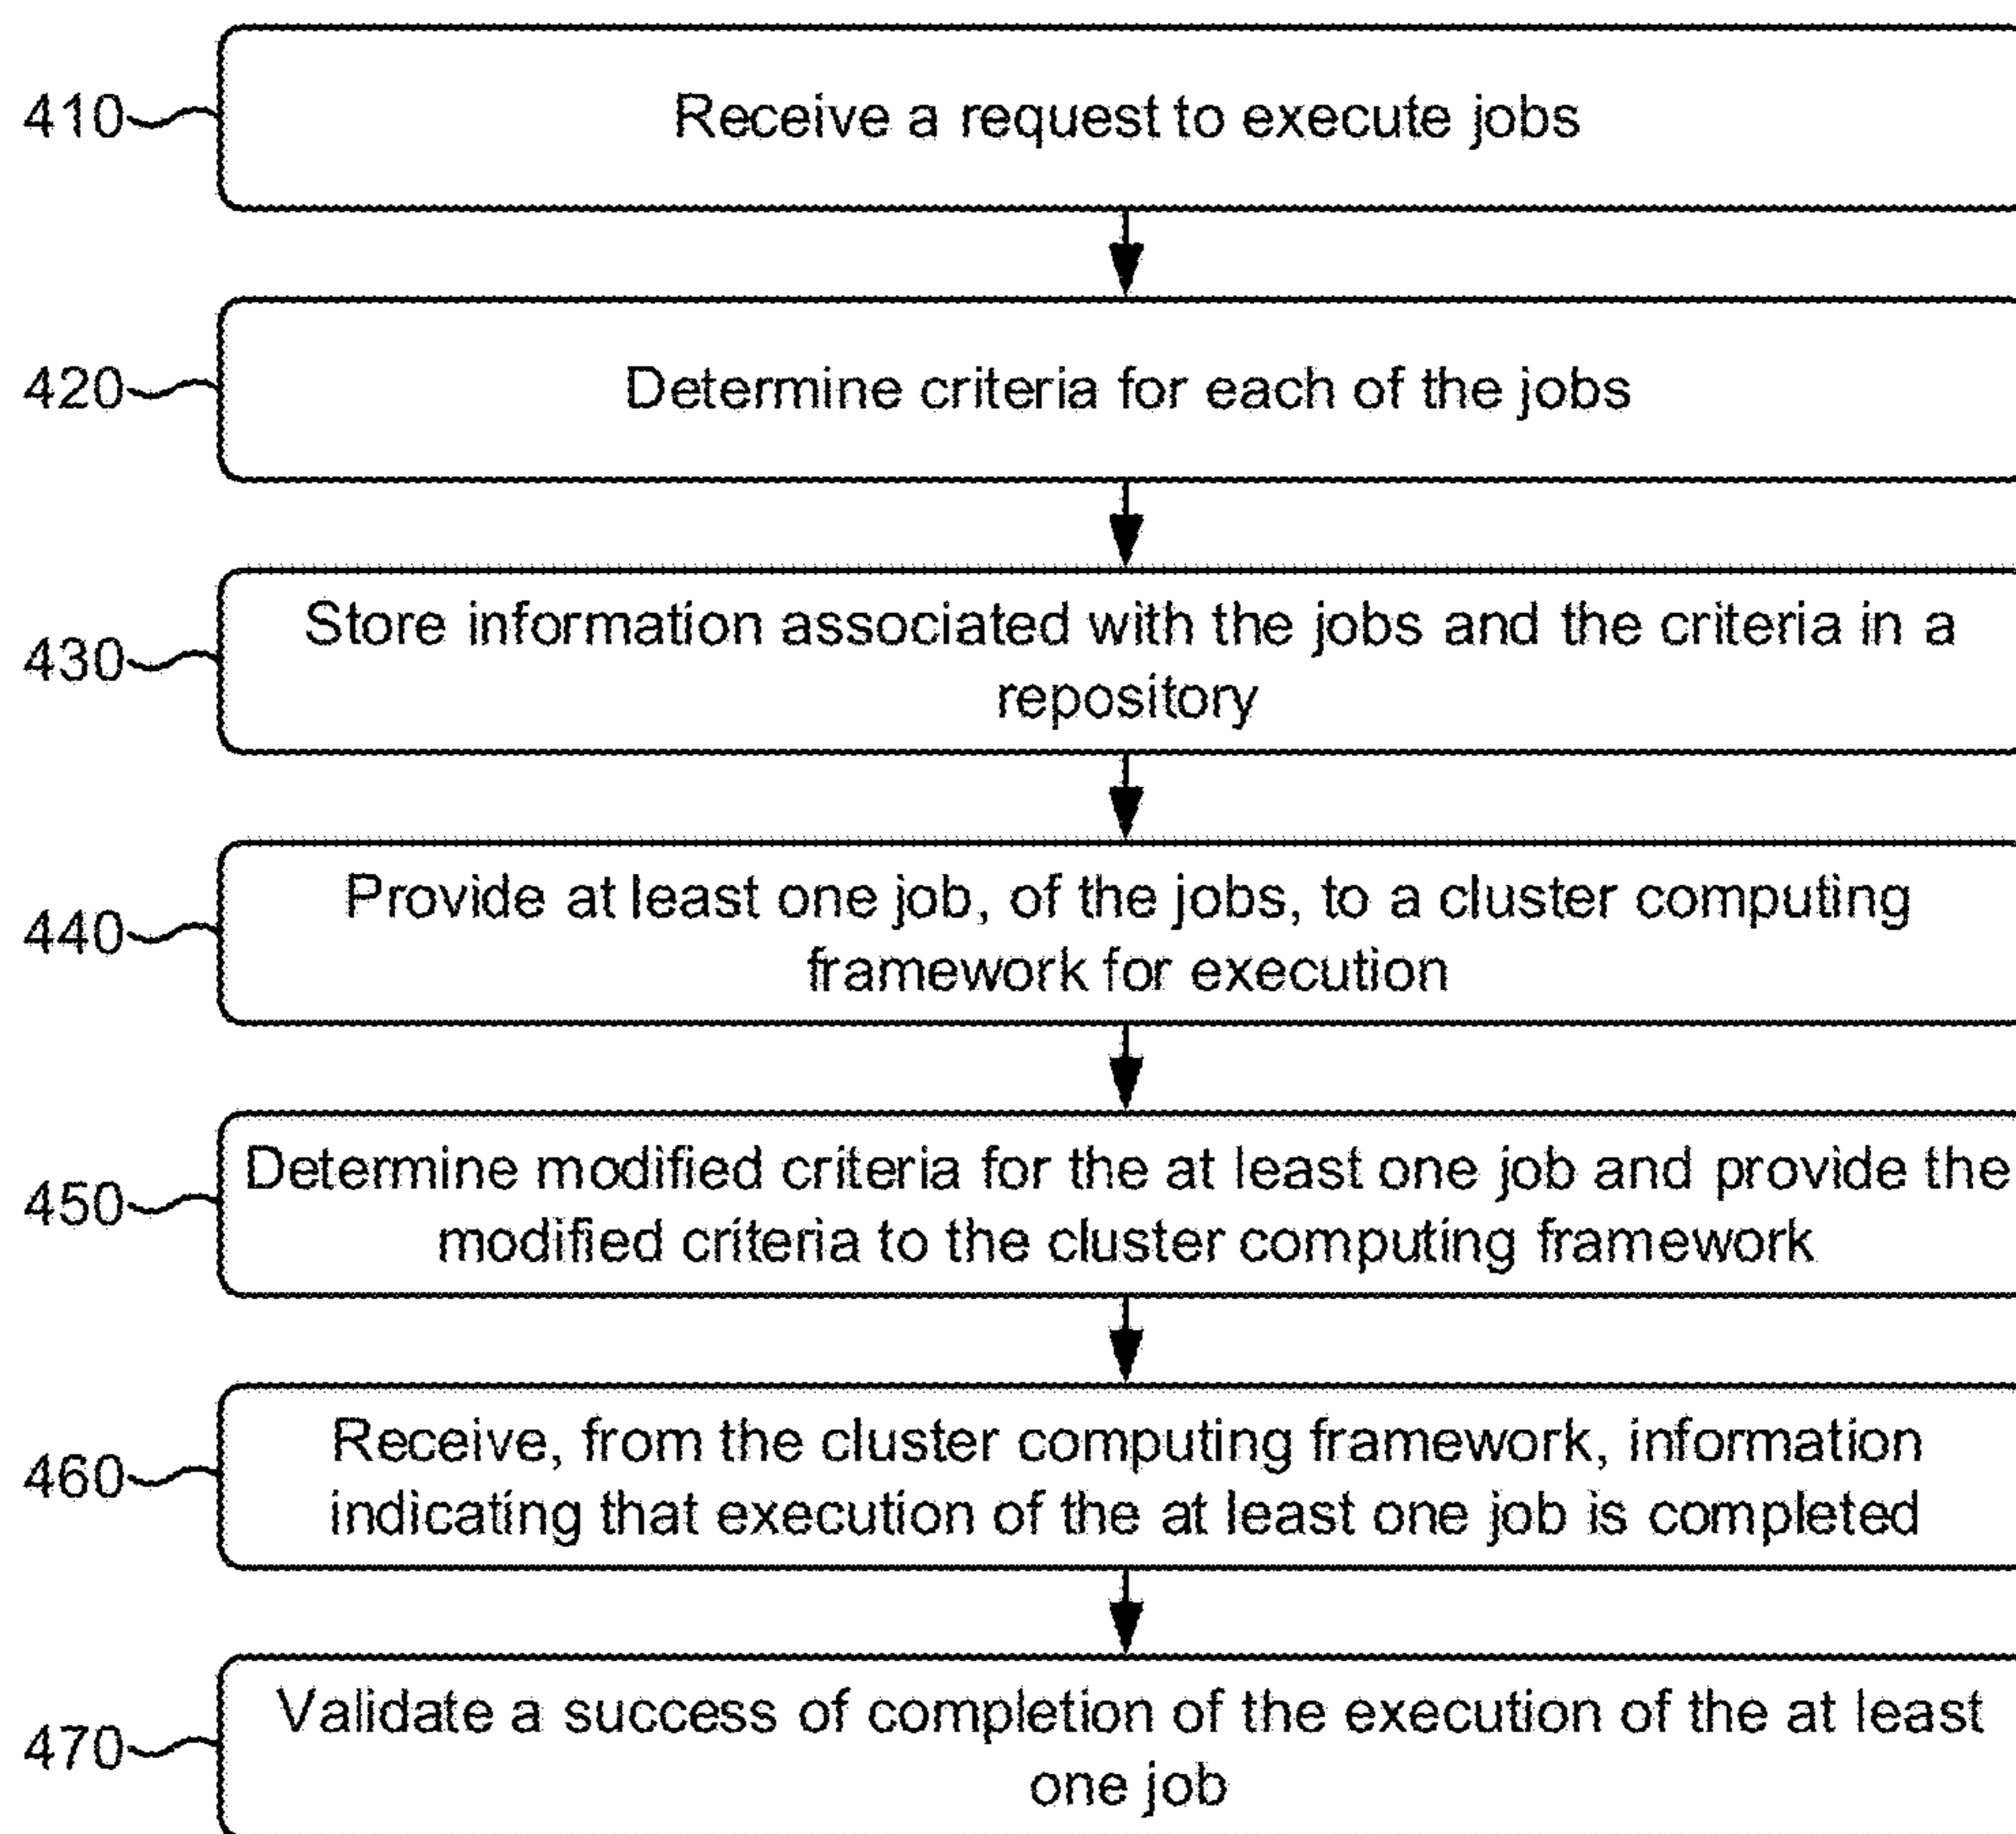 410
Receive a request to execute jobs
420
Determine criteria for each of the jobs
430
Store information associated with the jobs and the criteria in a
repository
440
Provide at least one job, of the jobs, to a cluster computing
framework for execution
450
Determine modified criteria for the at least one job and provide the
modified criteria to the cluster computing framework
460
Receive, from the cluster computing framework, information
indicating that execution of the at least one job is completed
470
Validate a success of completion of the execution of the at least
one job